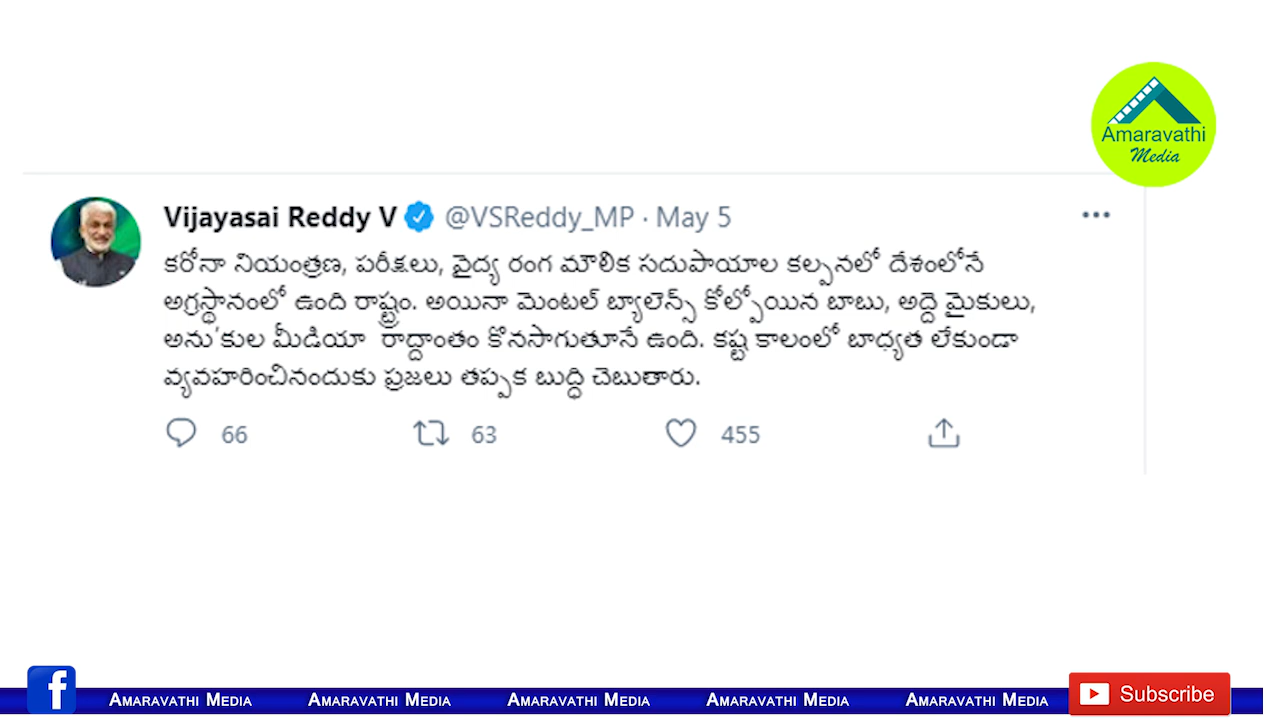 Amaravathi
Media
Vijayasai Reddy V @VSReddy_MP · May 5
కరోనా నియంత్రణ, పరీక్షలు, వైద్య రంగ మౌలిక సదుపాయాల కల్పనలో దేశంలోనే
అగ్రస్థానంలో ఉంది రాష్ట్రం. అయినా మెంటల్ బ్యాలెన్స్ కోల్పోయిన బాబు, అద్దె మైకులు,
అను'కుల మీడియా రాద్దాంతం కొనసాగుతూనే ఉంది. కష్ట కాలంలో బాధ్యత లేకుండా
వ్యవహరించినందుకు ప్రజలు తప్పక బుద్ధి చెబుతారు.
66 63 455
f Amaravathi Media Amaravathi Media Amaravathi Media Amaravathi Media Amaravathi Media Subscribe